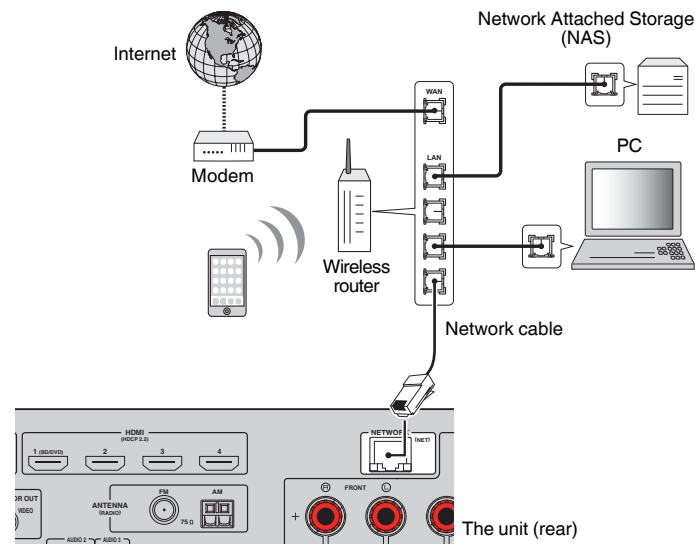 Internet
Network Attached Storage
(NAS)
WAN
LAN
PC
Modem
Wireless
router
Network cable
HDMI
(HDCP 2.2)
1 (BD/DVD)
2
3
4
NETWORK
(NET)
OR OUT
VIDEO
ANTENNA
(RADIO)
FM
75 Ω
AM
R
FRONT
L
+
The unit (rear)
AUDIO 2
AUDIO 3